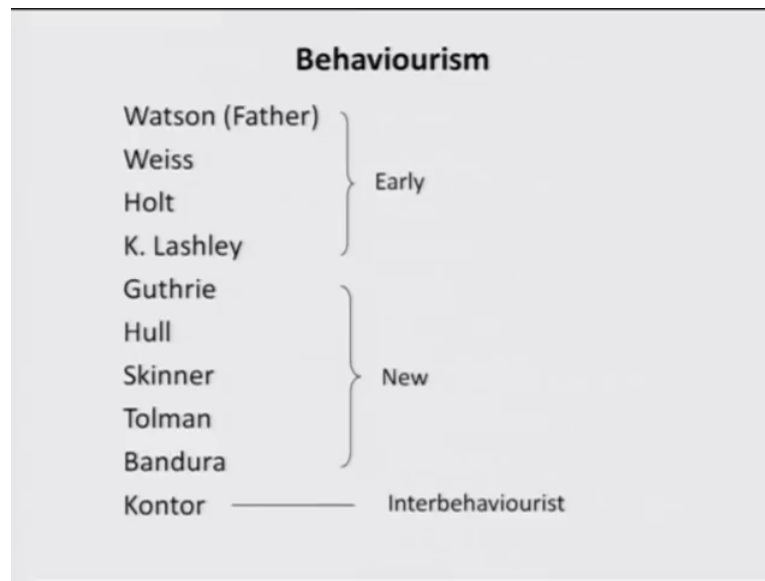 Behaviourism
Watson (Father)
Weiss
Early
Holt
K. Lashley
Guthrie
Hull
Skinner
New
Tolman
Bandura
Kontor
Interbehaviourist